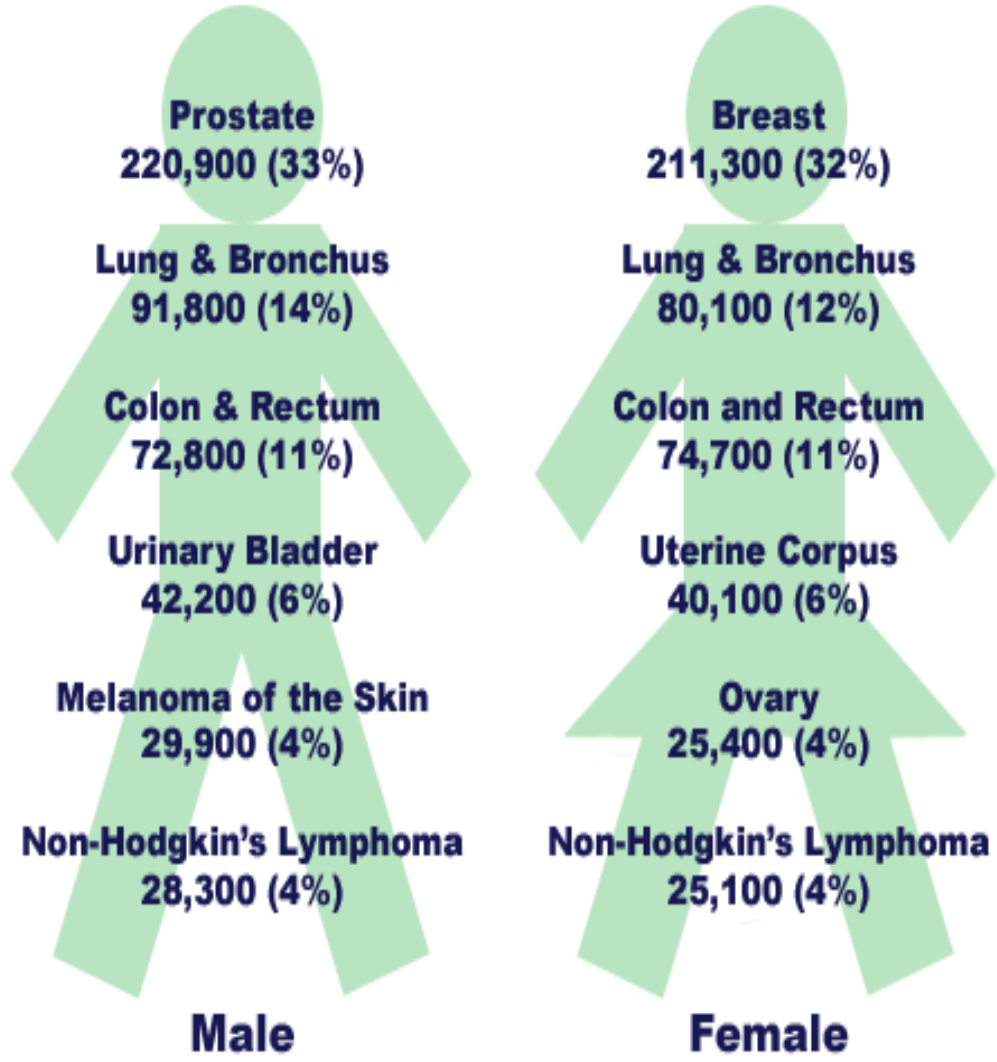 Prostate
220,900 (33%)
Lung & Bronchus
91,800 (14%)
Colon & Rectum
72,800 (11%)
Urinary Bladder
42,200 (6%)
Melanoma of the Skin
29,900 (4%)
Non-Hodgkin’s Lymphoma
28,300 (4%)
Male
Breast
211,300 (32%)
Lung & Bronchus
80,100 (12%)
Colon and Rectum
74,700 (11%)
Uterine Corpus
40,100 (6%)
Ovary
25,400 (4%)
Non-Hodgkin’s Lymphoma
25,100 (4%)
Female